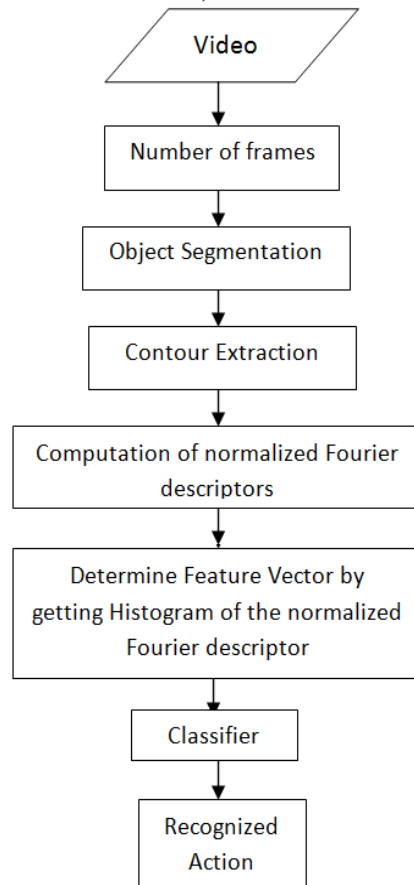 Video
Number of frames
Object Segmentation
Contour Extraction
Computation of normalized Fourier
descriptors
Determine Feature Vector by
getting Histogram of the normalized
Fourier descriptor
Classifier
Recognized
Action